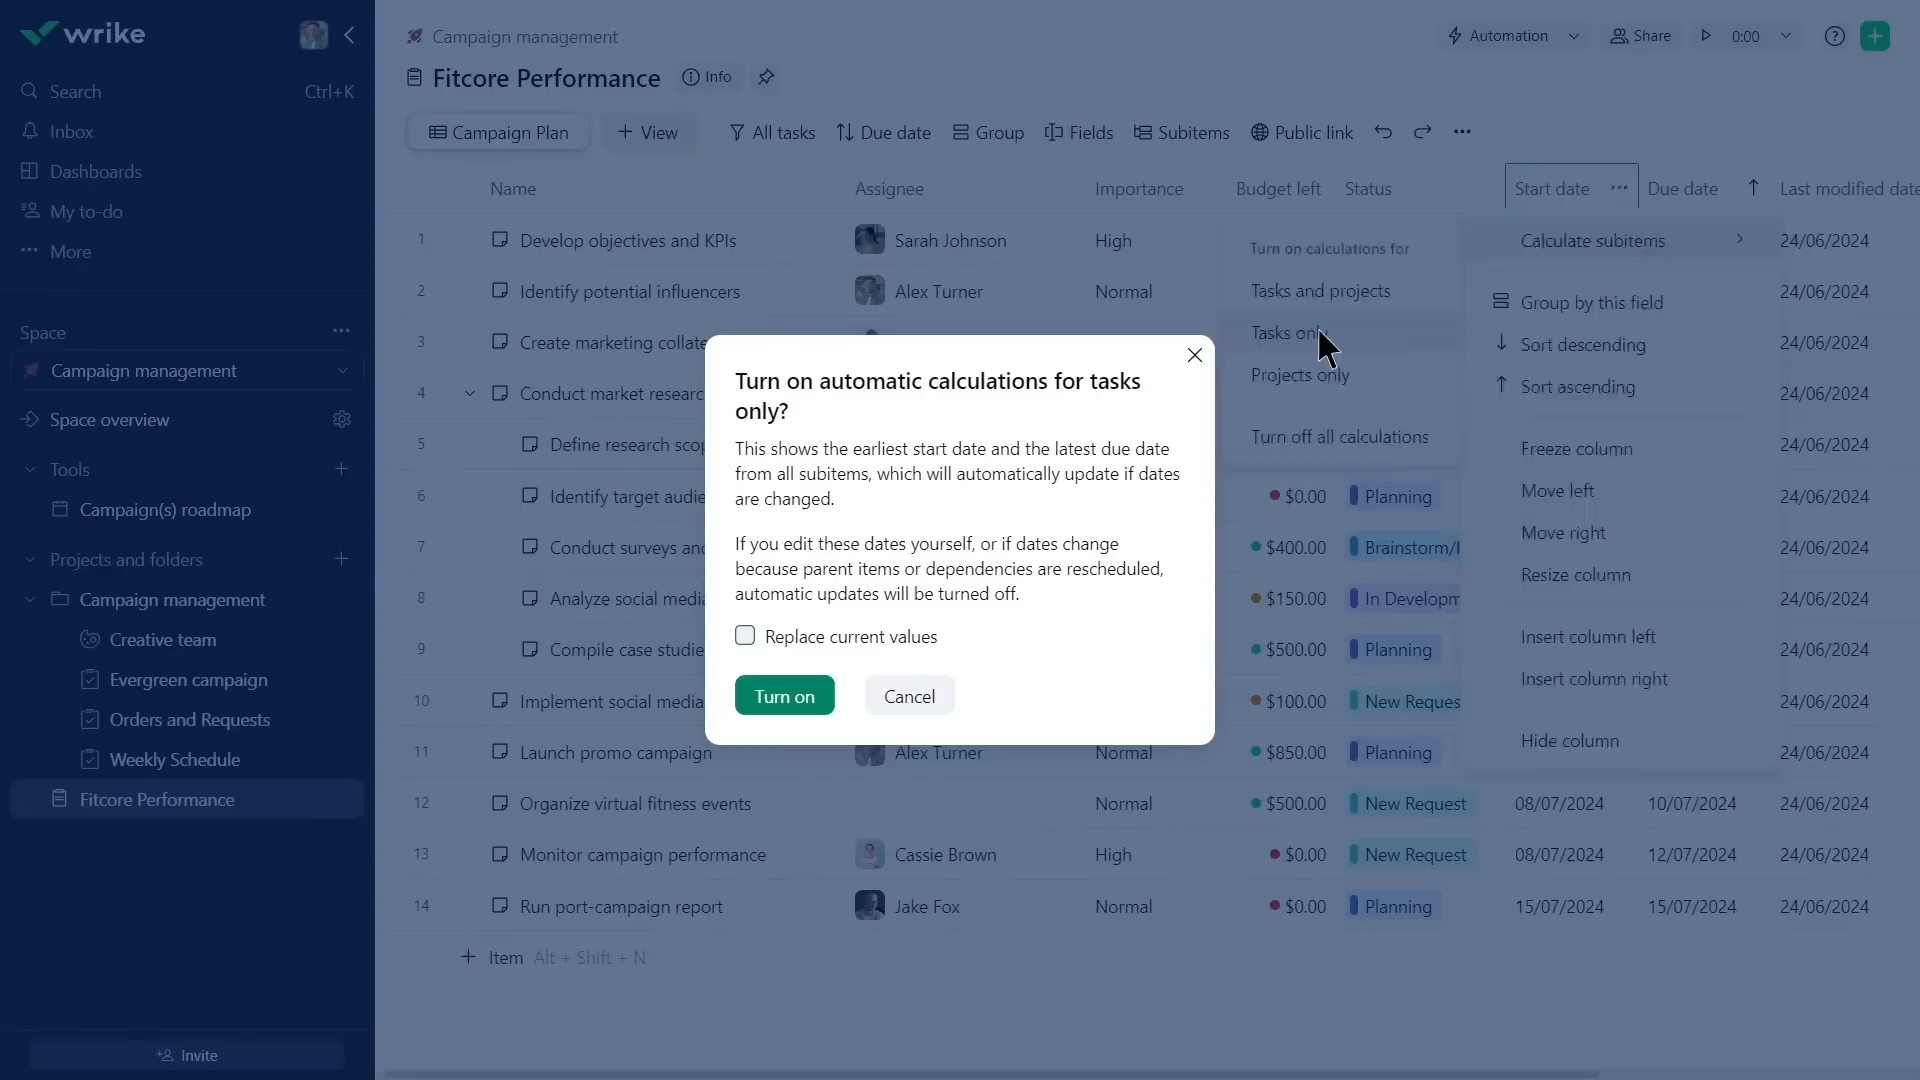 wrike
Search Ctrl+K
Inbox
Dashboards
My to-do
More
Space
Campaign management
Space overview
Tools
Campaign(s) roadmap
Projects and folders
Campaign management
Creative team
Evergreen campaign
Orders and Requests
Weekly Schedule
Fitcore Performance
Invite
Campaign management
Automation Share 0:00
Fitcore Performance Info
Campaign Plan View All tasks Due date Group Fields Subitems Public link
Name Assignee Importance Budget left Status Start date Due date Last modified date
1 Develop objectives and KPIs Sarah Johnson High 24/06/2024
2 Identify potential influencers Alex Turner Normal 24/06/2024
3 Create marketing collate 24/06/2024
4 Conduct market researc 24/06/2024
5 Define research scop 24/06/2024
6 Identify target audie $0.00 Planning 24/06/2024
7 Conduct surveys and $400.00 Brainstorm/I 24/06/2024
8 Analyze social media $150.00 In Developm 24/06/2024
9 Compile case studie $500.00 Planning 24/06/2024
10 Implement social media $100.00 New Reques 24/06/2024
11 Launch promo campaign Alex Turner Normal $850.00 Planning 24/06/2024
12 Organize virtual fitness events Normal $500.00 New Request 08/07/2024 10/07/2024 24/06/2024
13 Monitor campaign performance Cassie Brown High $0.00 New Request 08/07/2024 12/07/2024 24/06/2024
14 Run port-campaign report Jake Fox Normal $0.00 Planning 15/07/2024 15/07/2024 24/06/2024
Item Alt + Shift + N
Turn on calculations for
Tasks and projects
Tasks only
Projects only
Turn off all calculations
Calculate subitems
Group by this field
Sort descending
Sort ascending
Freeze column
Move left
Move right
Resize column
Insert column left
Insert column right
Hide column
Turn on automatic calculations for tasks
only?
This shows the earliest start date and the latest due date
from all subitems, which will automatically update if dates
are changed.
If you edit these dates yourself, or if dates change
because parent items or dependencies are rescheduled,
automatic updates will be turned off.
Replace current values
Turn on Cancel